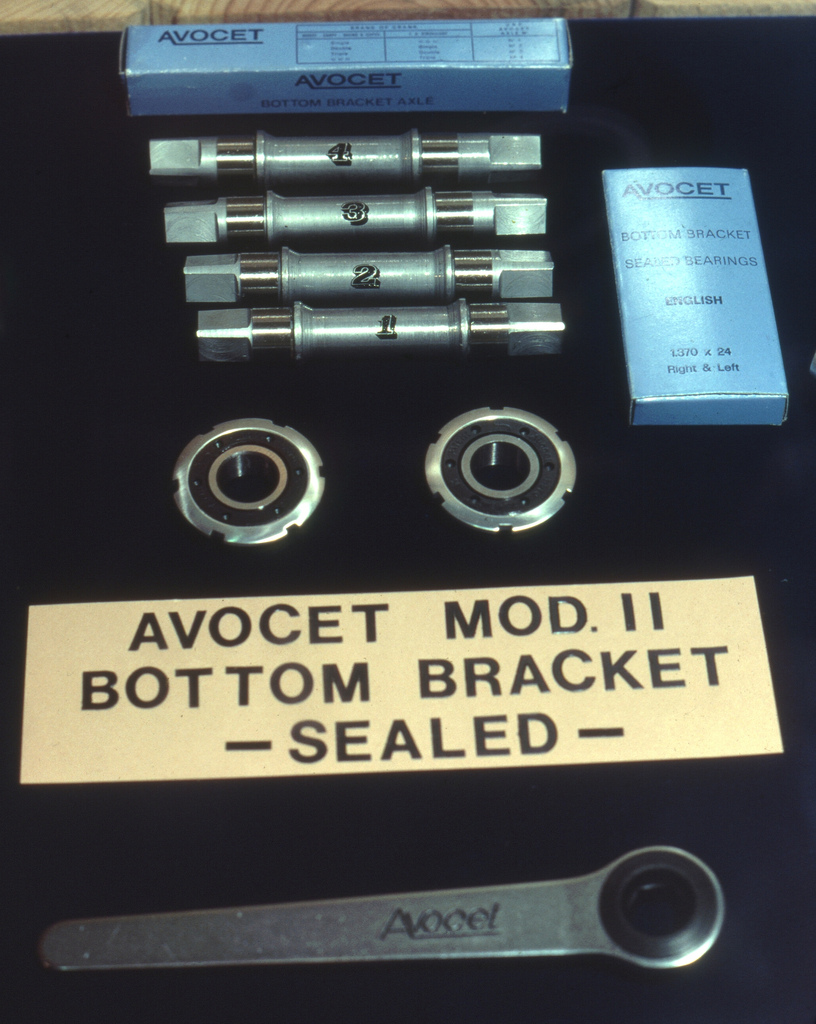 AVOCET
AVOCET
BOTTOM BRACKET AXLE
4
3
2
1
AVOCET
BOTTOM BRACKET
SEALED BEARINGS
ENGLISH
1.370 x 24
Right & Left
AVOCET MOD. II
BOTTOM BRACKET
- SEALED -
Avocet